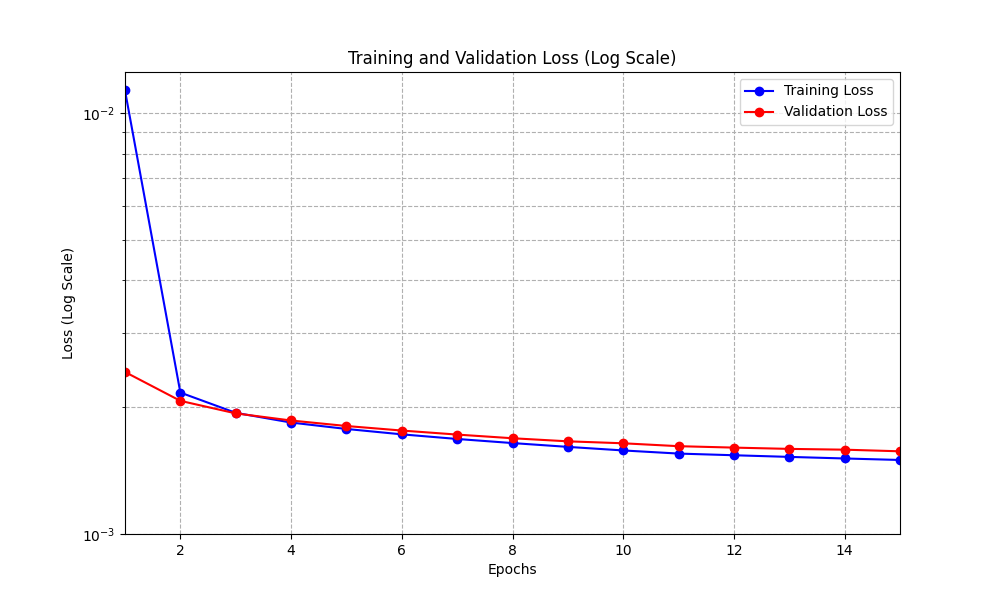 Training and Validation Loss (Log Scale)
Training Loss
Validation Loss
Loss (Log Scale)
10⁻²
10⁻³
2 4 6 8 10 12 14
Epochs